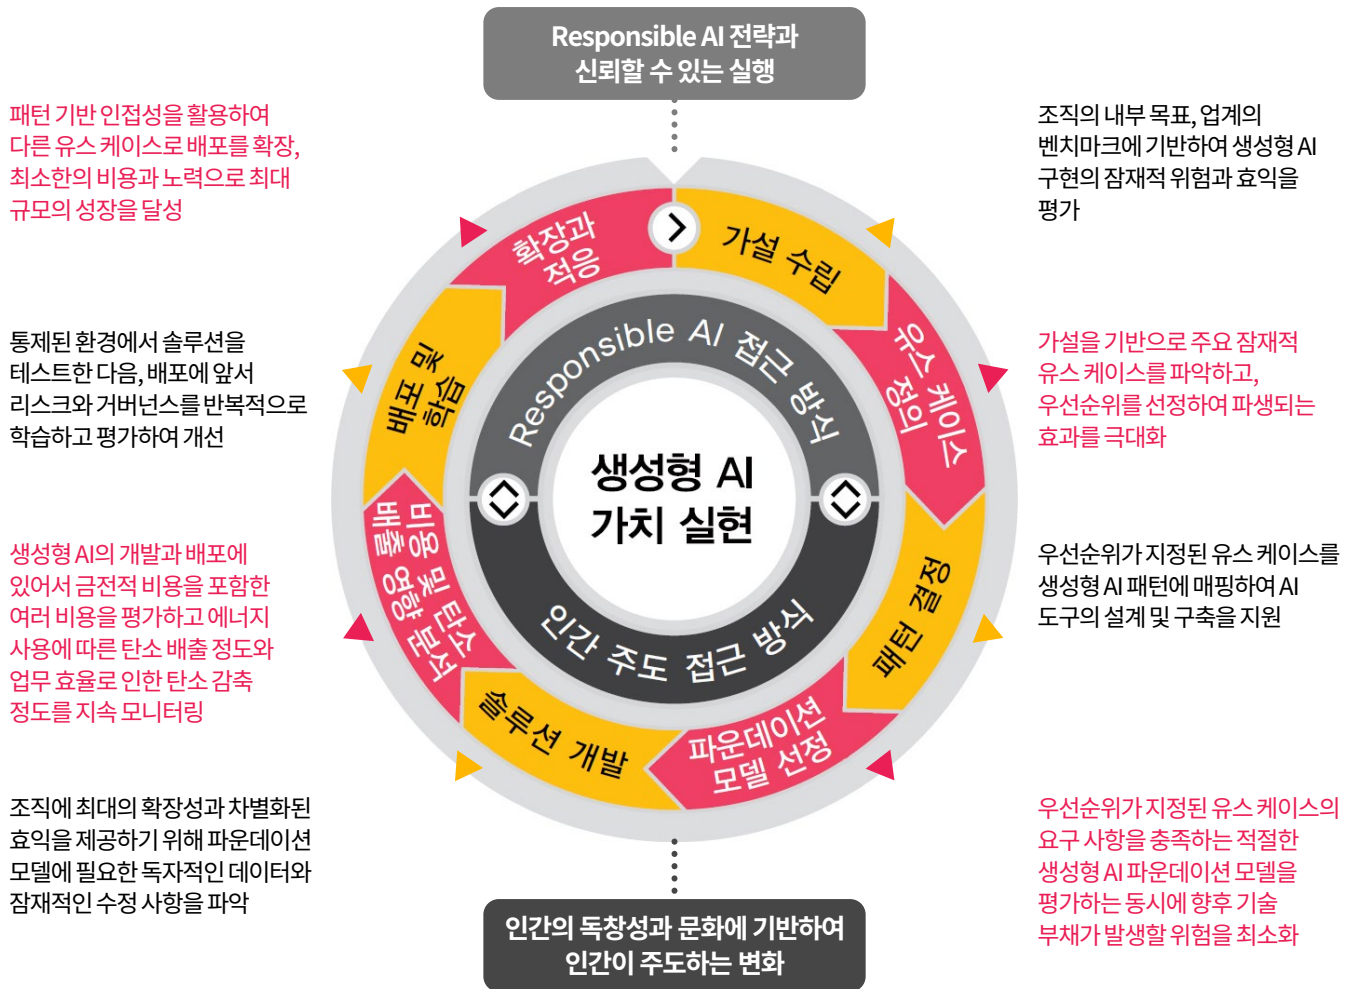 Responsible AI 전략과
신뢰할 수 있는 실행
패턴 기반 인접성을 활용하여
다른 유스 케이스로 배포를 확장,
최소한의 비용과 노력으로 최대
규모의 성장을 달성
통제된 환경에서 솔루션을
테스트한 다음, 배포에 앞서
리스크와 거버넌스를 반복적으로
학습하고 평가하여 개선
생성형 AI의 개발과 배포에
있어서 금전적 비용을 포함한
여러 비용을 평가하고 에너지
사용에 따른 탄소 배출 정도와
업무 효율로 인한 탄소 감축
정도를 지속 모니터링
조직에 최대의 확장성과 차별화된
효익을 제공하기 위해 파운데이션
모델에 필요한 독자적인 데이터와
잠재적인 수정 사항을 파악
가설 수립
유스 케이스
정의
패턴 결정
파운데이션
모델 선정
솔루션 개발
비용 및 탄소
배출 영향 분석
배포 및
학습
확장과
적응
Responsible AI 접근 방식
생성형 AI
가치 실현
인간 주도 접근 방식
조직의 내부 목표, 업계의
벤치마크에 기반하여 생성형 AI
구현의 잠재적 위험과 효익을
평가
가설을 기반으로 주요 잠재적
유스 케이스를 파악하고,
우선순위를 선정하여 파생되는
효과를 극대화
우선순위가 지정된 유스 케이스를
생성형 AI 패턴에 매핑하여 AI
도구의 설계 및 구축을 지원
우선순위가 지정된 유스 케이스의
요구 사항을 충족하는 적절한
생성형 AI 파운데이션 모델을
평가하는 동시에 향후 기술
부채가 발생할 위험을 최소화
인간의 독창성과 문화에 기반하여
인간이 주도하는 변화